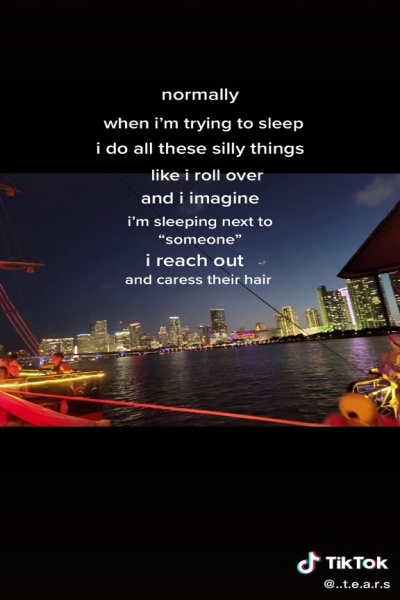 normally
when i'm trying to sleep
i do all these silly things
like i roll over
and i imagine
i'm sleeping next to
“someone”
i reach out
and caress their hair
TikTok
@..t.e.a.r.s